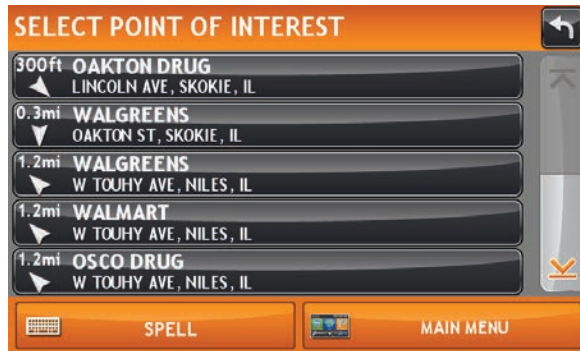 SELECT POINT OF INTEREST
300ft OAKTON DRUG
LINCOLN AVE, SKOKIE, IL
0.3mi WALGREENS
OAKTON ST, SKOKIE, IL
1.2mi WALGREENS
W TOUHY AVE, NILES, IL
1.2mi WALMART
W TOUHY AVE, NILES, IL
1.2mi OSCO DRUG
W TOUHY AVE, NILES, IL
SPELL
MAIN MENU